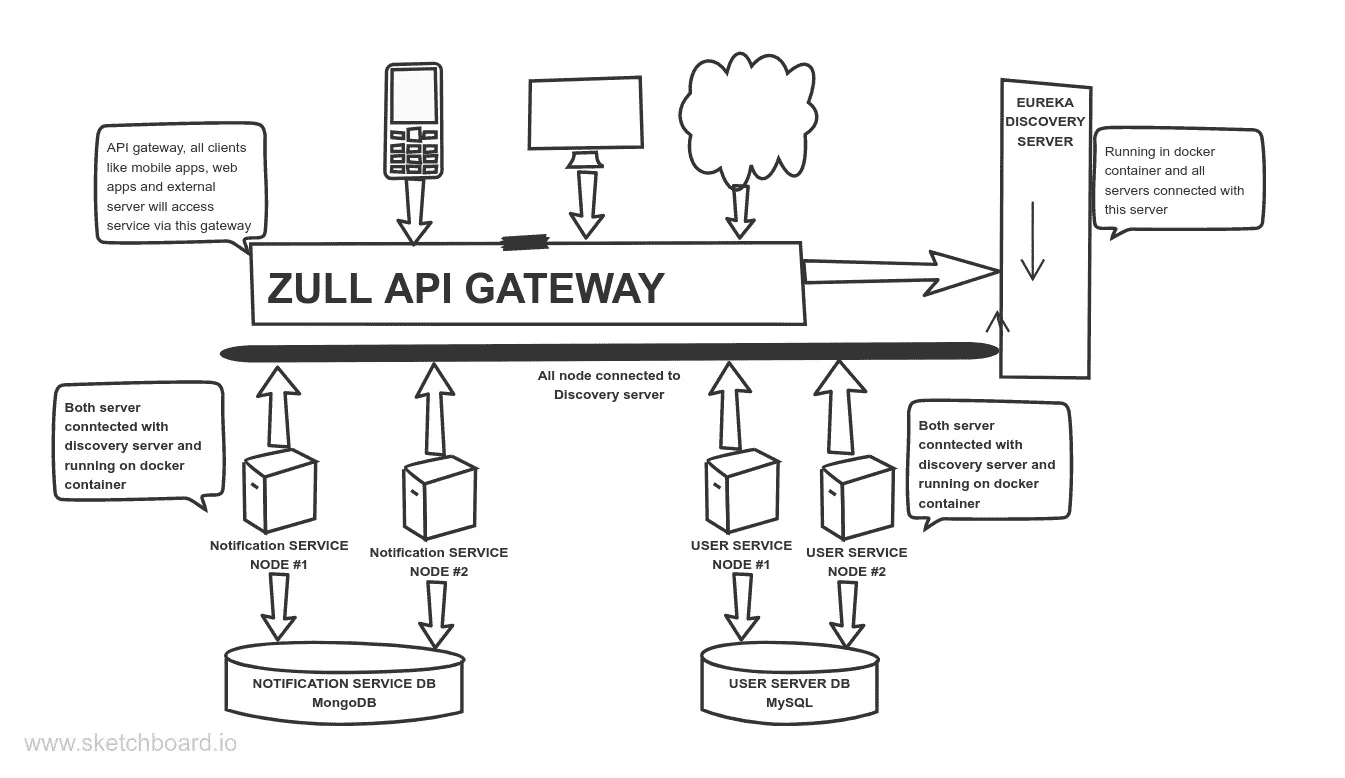 API gateway, all clients
like mobile apps, web
apps and external
server will access
service via this gateway
EUREKA
DISCOVERY
SERVER
Running in docker
container and all
servers connected with
this server
ZULL API GATEWAY
All node connected to
Discovery server
Both server
conntected with
discovery server and
running on docker
container
Both server
conntected with
discovery server and
running on docker
container
Notification SERVICE
NODE #1
Notification SERVICE
NODE #2
USER SERVICE
NODE #1
USER SERVICE
NODE #2
NOTIFICATION SERVICE DB
MongoDB
USER SERVER DB
MySQL
www.sketchboard.io